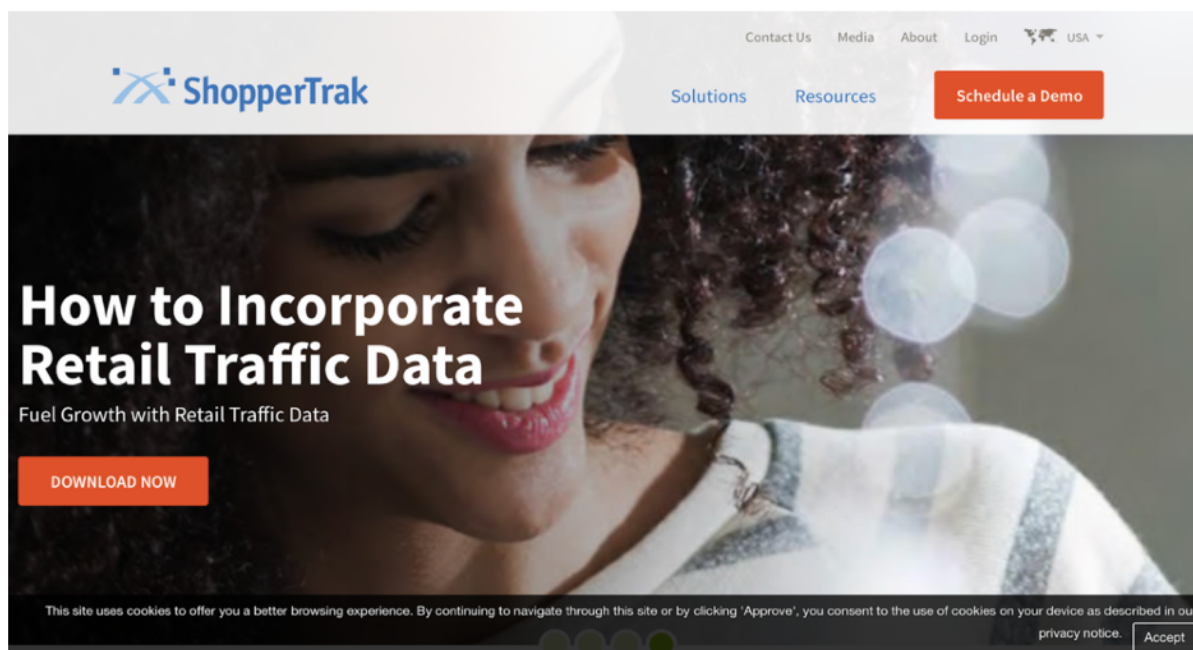 Contact Us Media About Login USA
ShopperTrak
Solutions Resources Schedule a Demo
How to Incorporate
Retail Traffic Data
Fuel Growth with Retail Traffic Data
DOWNLOAD NOW
This site uses cookies to offer you a better browsing experience. By continuing to navigate through this site or by clicking 'Approve', you consent to the use of cookies on your device as described in ou
privacy notice. Accept